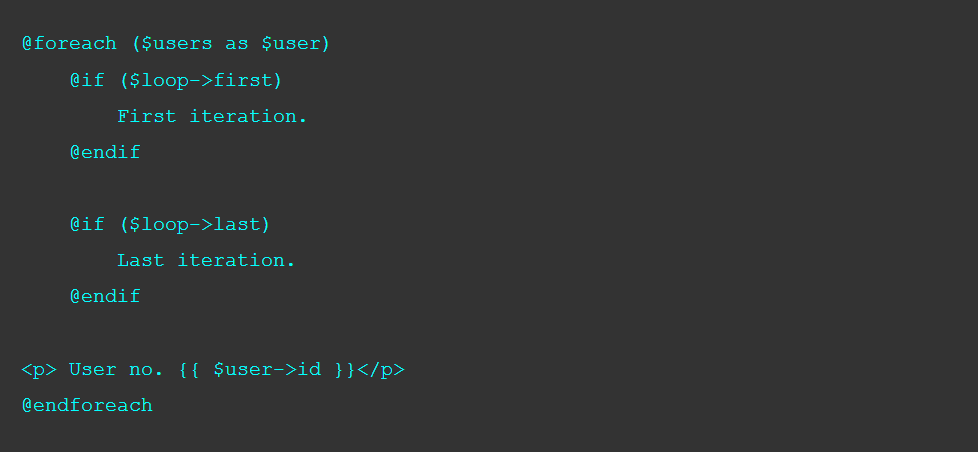 @foreach ($users as $user)
    @if ($loop->first)
        First iteration.
    @endif

    @if ($loop->last)
        Last iteration.
    @endif

<p> User no. {{ $user->id }}</p>
@endforeach